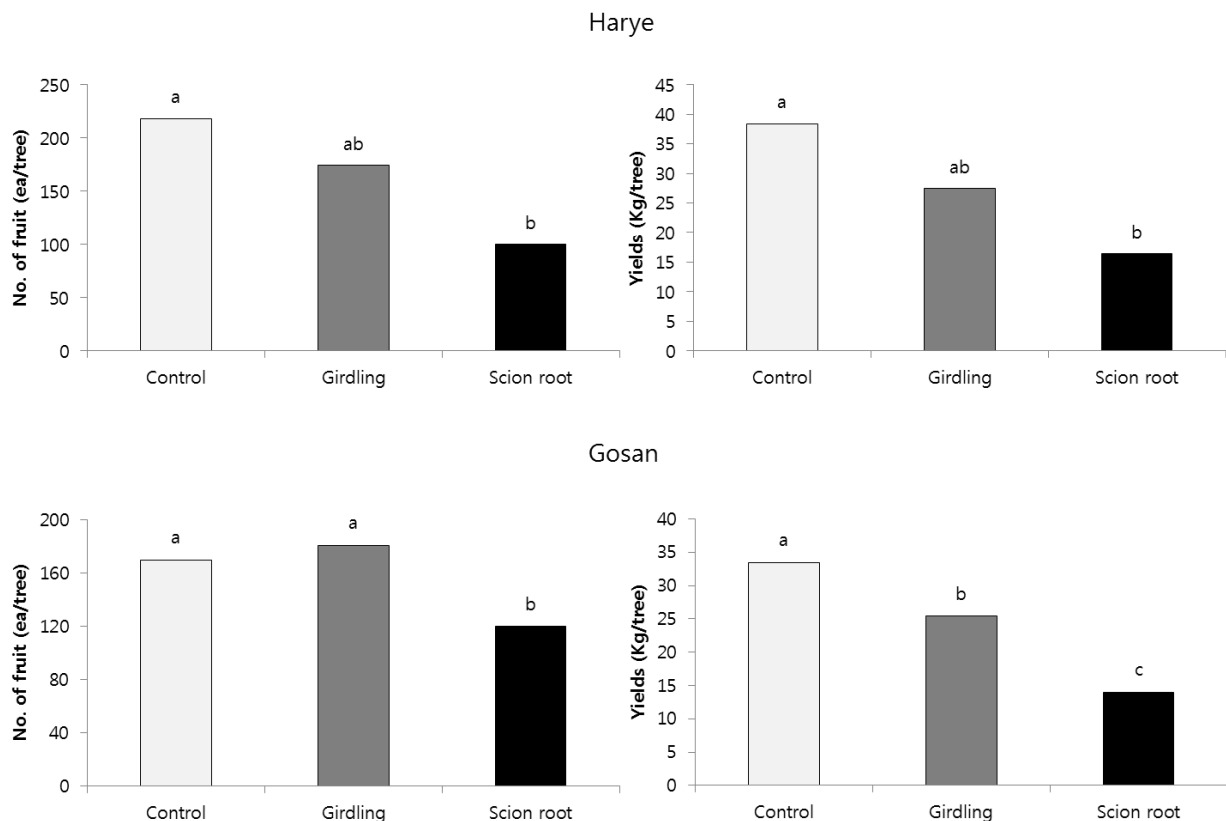 Harye
No. of fruit (ea/tree)
250
200
150
100
50
0
a
ab
b
Control
Girdling
Scion root
Yields (Kg/tree)
45
40
35
30
25
20
15
10
5
0
a
ab
b
Control
Girdling
Scion root
Gosan
No. of fruit (ea/tree)
200
160
120
80
40
0
a
a
b
Control
Girdling
Scion root
Yields (Kg/tree)
40
35
30
25
20
15
10
5
0
a
b
c
Control
Girdling
Scion root